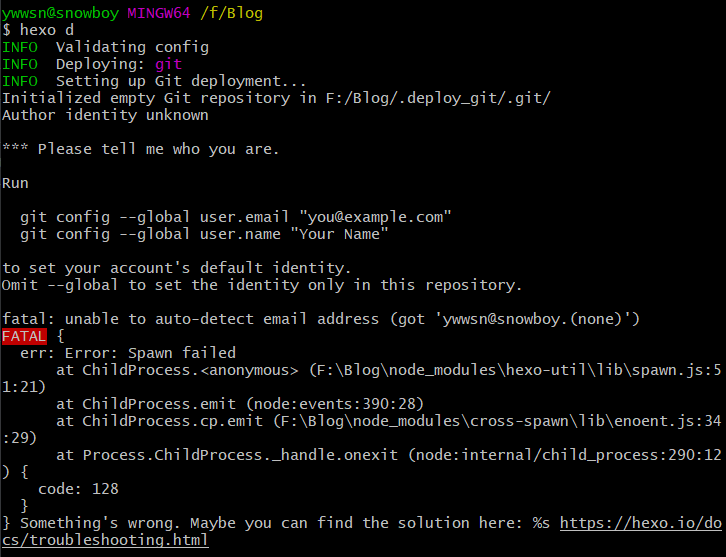 ywwsn@snowboy MINGW64 /f/Blog
$ hexo d
INFO  Validating config
INFO  Deploying: git
INFO  Setting up Git deployment...
Initialized empty Git repository in F:/Blog/.deploy_git/.git/
Author identity unknown
*** Please tell me who you are.
Run
  git config --global user.email "you@example.com"
  git config --global user.name "Your Name"
to set your account's default identity.
Omit --global to set the identity only in this repository.
fatal: unable to auto-detect email address (got 'ywwsn@snowboy.(none)')
FATAL {
  err: Error: Spawn failed
      at ChildProcess.<anonymous> (F:\Blog\node_modules\hexo-util\lib\spawn.js:5
1:21)
      at ChildProcess.emit (node:events:390:28)
      at ChildProcess.cp.emit (F:\Blog\node_modules\cross-spawn\lib\enoent.js:34
:29)
      at Process.ChildProcess._handle.onexit (node:internal/child_process:290:12
) {
    code: 128
  }
} Something's wrong. Maybe you can find the solution here: %s https://hexo.io/do
cs/troubleshooting.html